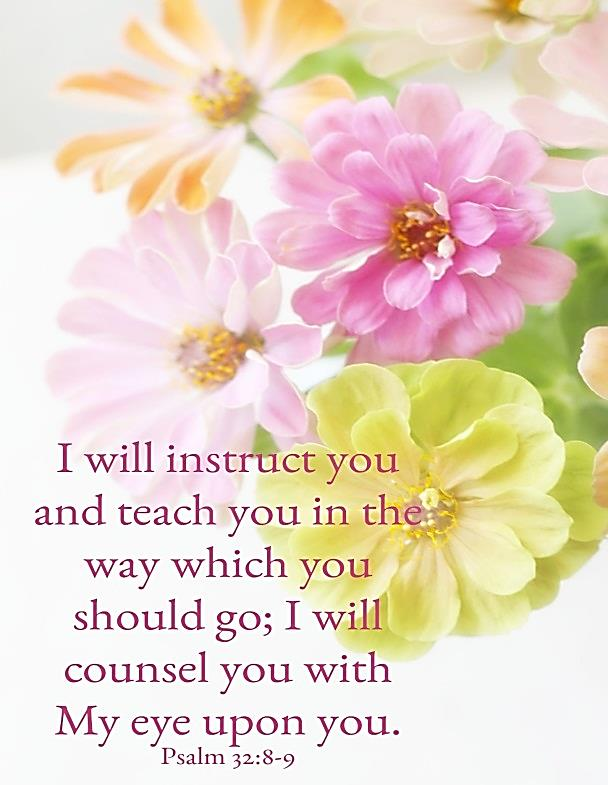 I will instruct you
and teach you in the
way which you
should go; I will
counsel you with
My eye upon you.
Psalm 32:8-9